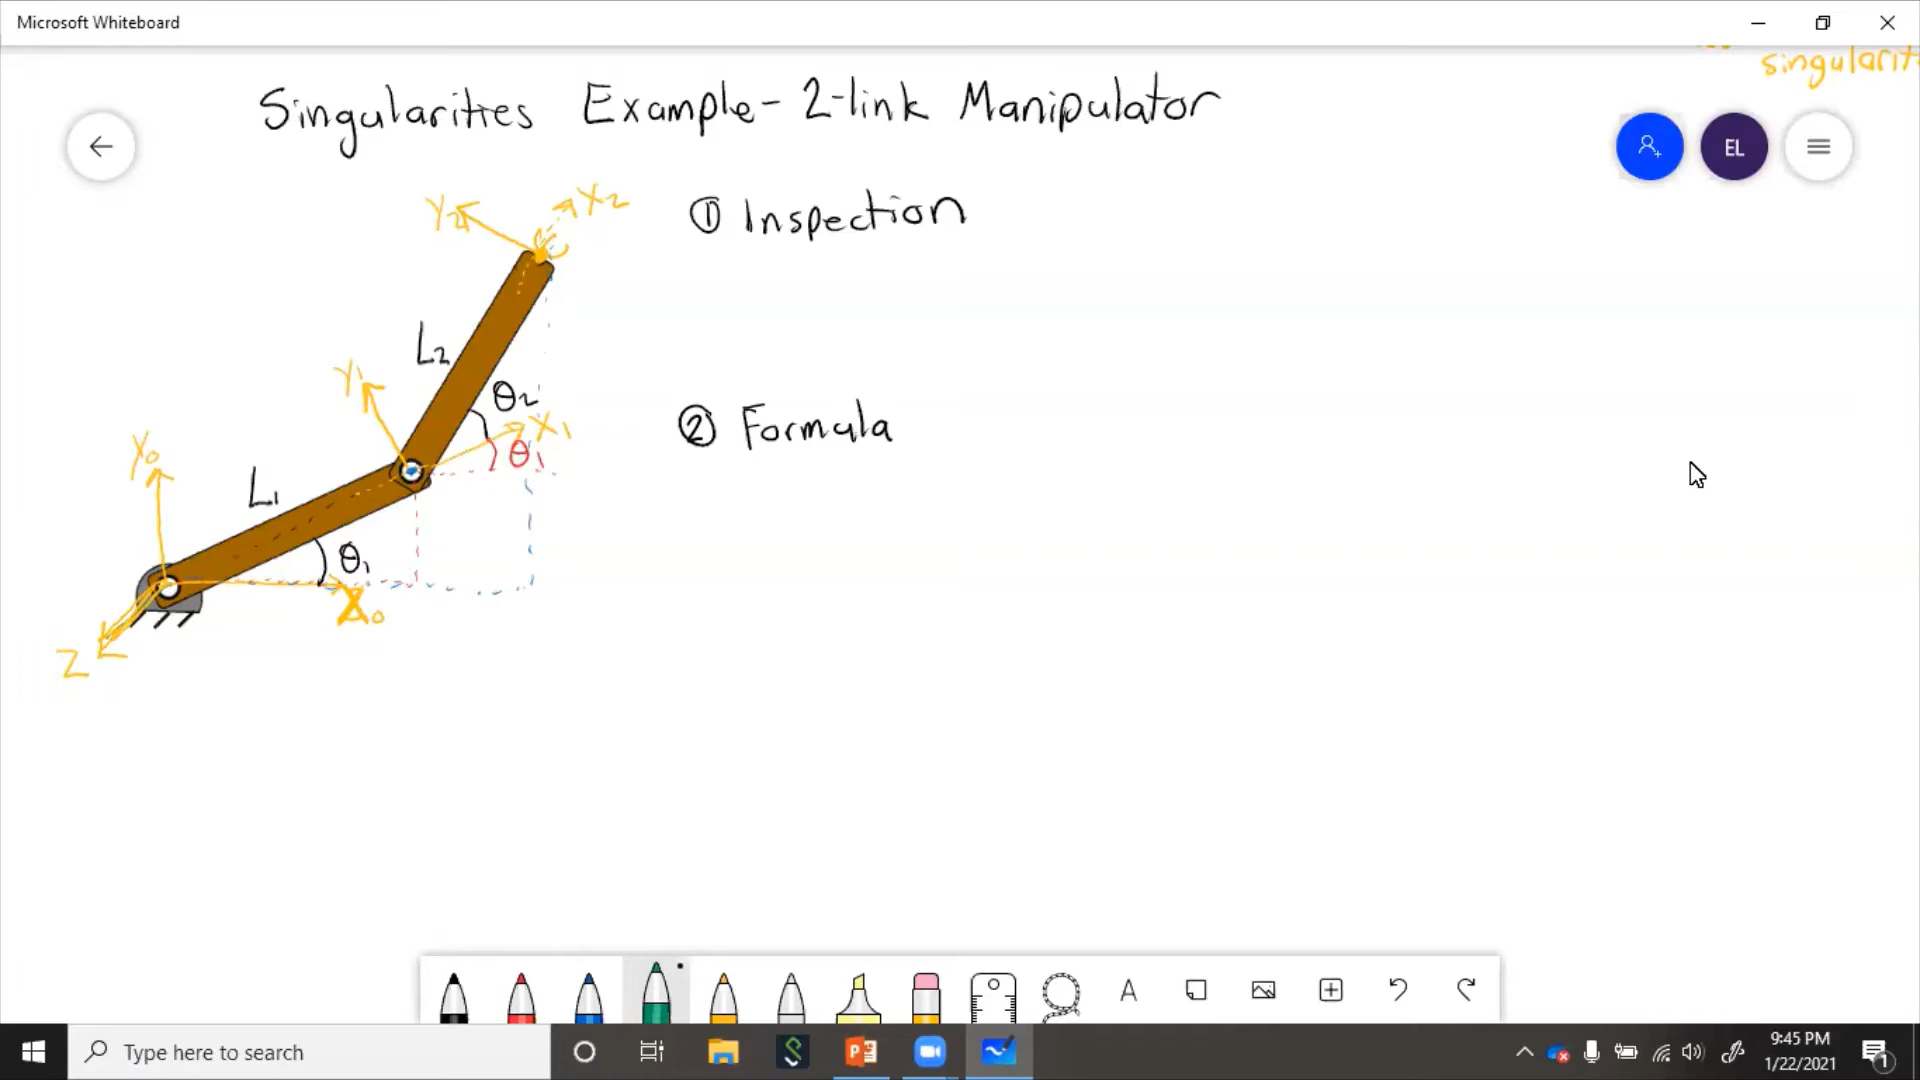 Microsoft Whiteboard
singularit
Singularities Example - 2-link Manipulator
EL
① Inspection
② Formula
Y₂
X₂
L₂
θ₂
Y₁
X₁
θ₁
Y₀
L₁
θ₁
X₀
Z
A
Type here to search
9:45 PM
1/22/2021
1